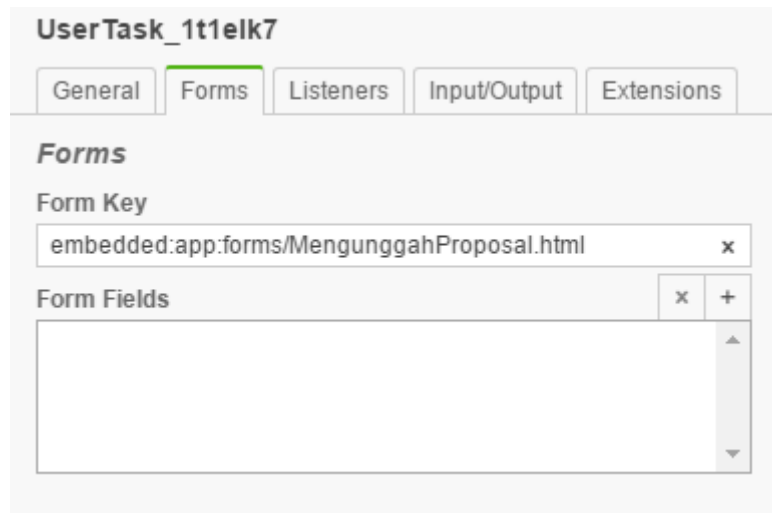 UserTask_1t1elk7
General Forms Listeners Input/Output Extensions
Forms
Form Key
embedded:app:forms/MengunggahProposal.html x
Form Fields x +